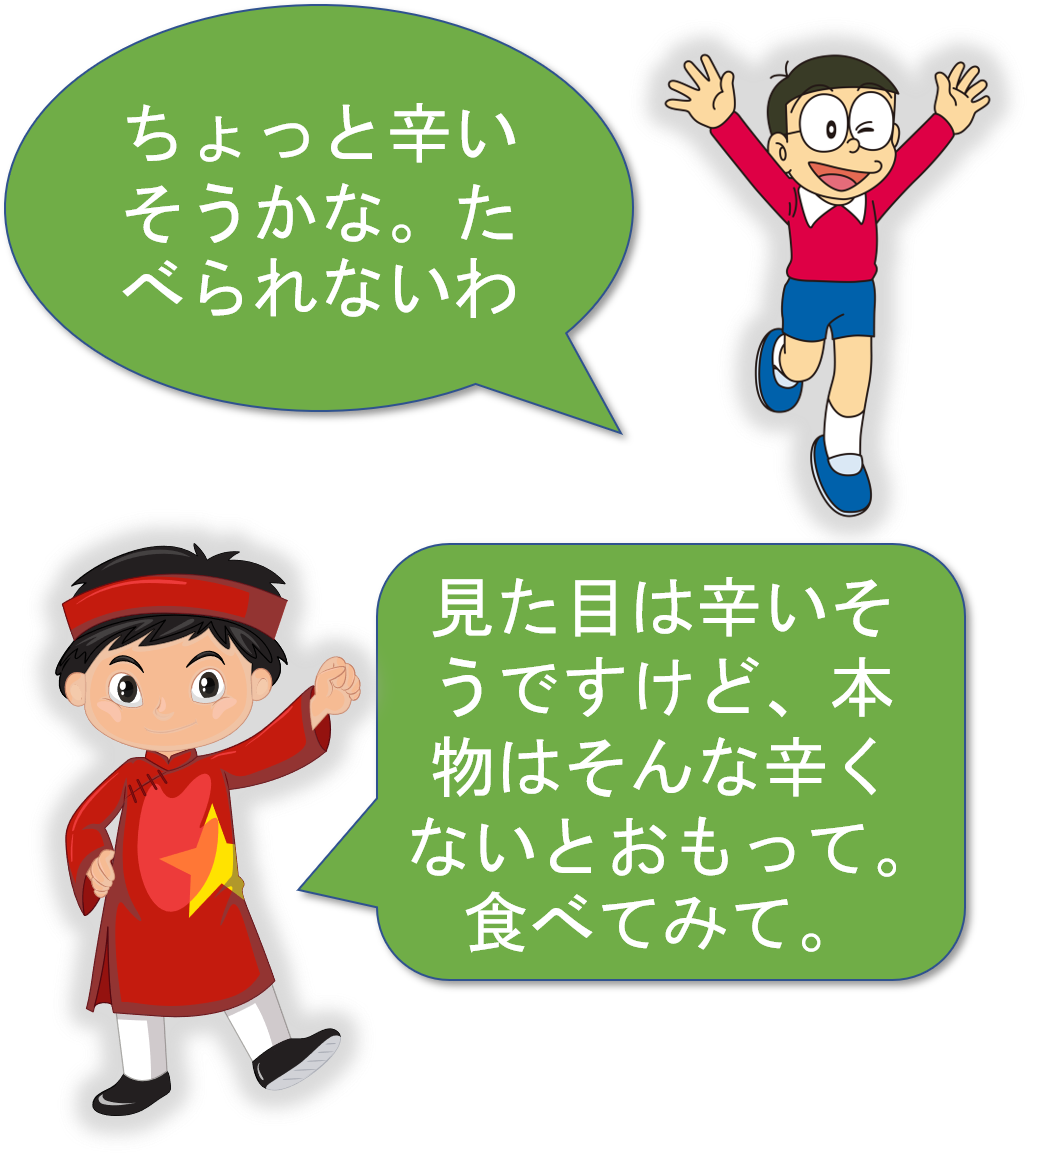 ちょっと辛い
そうかな。た
べられないわ
見た目は辛いそ
うですけど、本
物はそんな辛く
ないとおもって。
食べてみて。